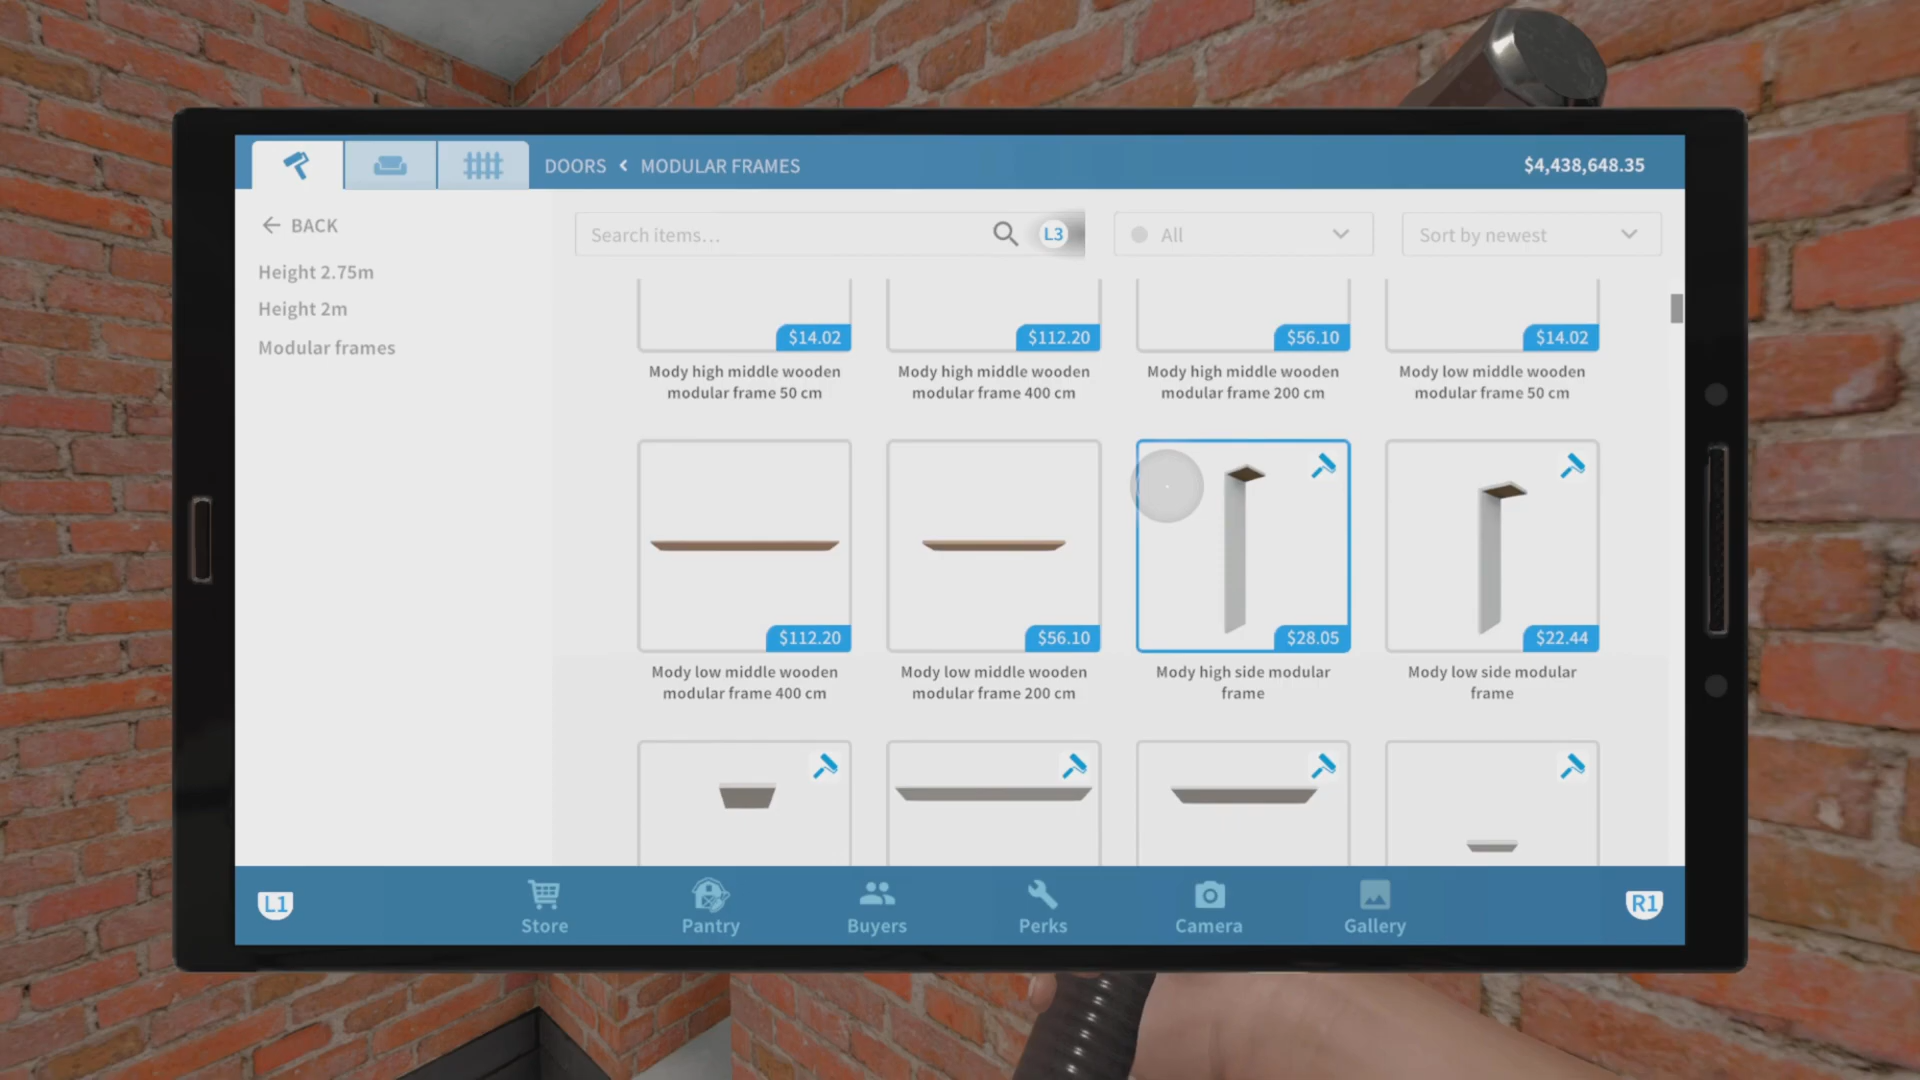 DOORS < MODULAR FRAMES
$4,438,648.35
BACK
Height 2.75m
Height 2m
Modular frames
Search items...
L3
All
Sort by newest
$14.02
$112.20
$56.10
$14.02
Mody high middle wooden
modular frame 50 cm
Mody high middle wooden
modular frame 400 cm
Mody high middle wooden
modular frame 200 cm
Mody low middle wooden
modular frame 50 cm
$112.20
$56.10
$28.05
$22.44
Mody low middle wooden
modular frame 400 cm
Mody low middle wooden
modular frame 200 cm
Mody high side modular
frame
Mody low side modular
frame
L1
Store
Pantry
Buyers
Perks
Camera
Gallery
R1